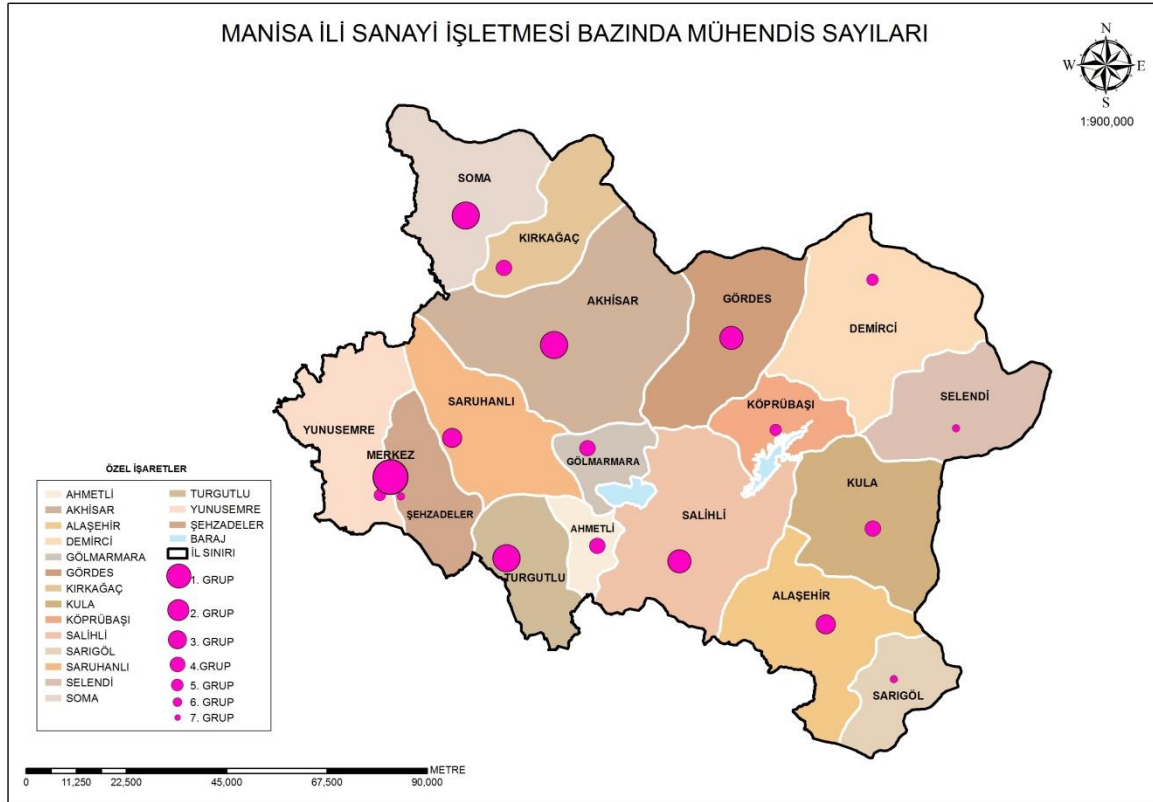 MANİSA İLİ SANAYİ İŞLETMESİ BAZINDA MÜHENDİS SAYILARI
N
W E
S
1:900,000
SOMA
KIRKAĞAÇ
AKHİSAR
GÖRDES
DEMİRCİ
SELENDİ
KÖPRÜBAŞI
SARUHANLI
YUNUSEMRE
MERKEZ
GÖLMARMARA
KULA
ŞEHZADELER
SALİHLİ
AHMETLİ
TURGUTLU
ALAŞEHİR
SARIGÖL
ÖZEL İŞARETLER
AHMETLİ
AKHİSAR
ALAŞEHİR
DEMİRCİ
GÖLMARMARA
GÖRDES
KIRKAĞAÇ
KULA
KÖPRÜBAŞI
SALİHLİ
SARIGÖL
SARUHANLI
SELENDİ
SOMA
TURGUTLU
YUNUSEMRE
ŞEHZADELER
BARAJ
İL SINIRI
1. GRUP
2. GRUP
3. GRUP
4.GRUP
5. GRUP
6. GRUP
7. GRUP
METRE
0 11,250 22,500 45,000 67,500 90,000